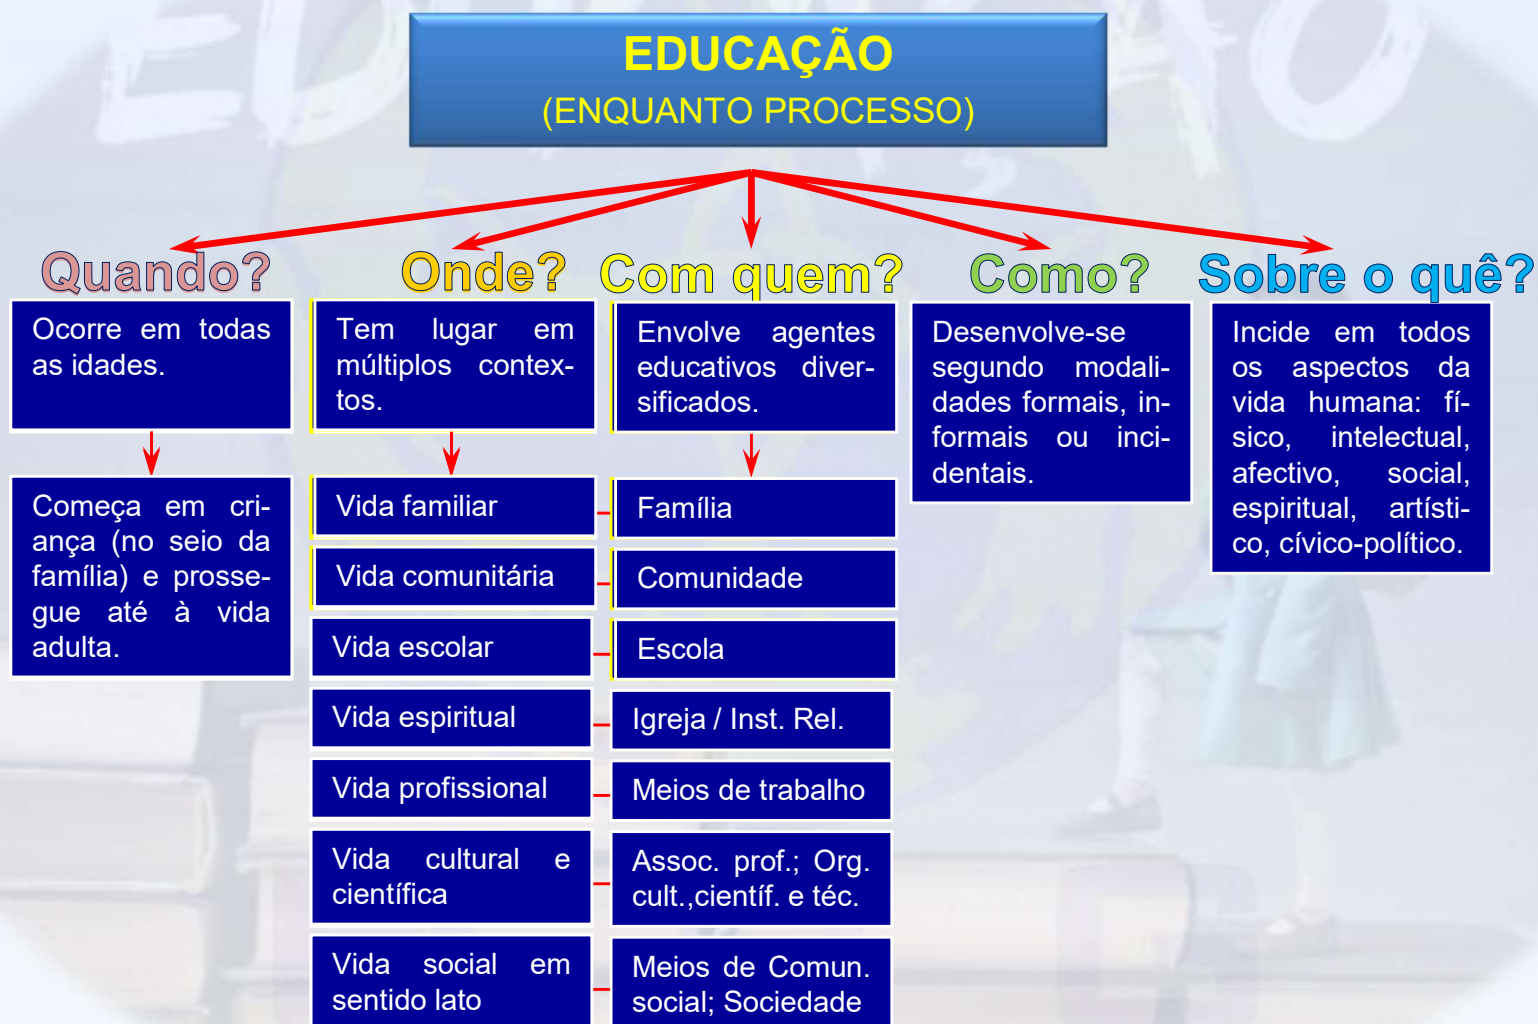 EDUCAÇÃO
(ENQUANTO PROCESSO)
Quando?
Ocorre em todas
as idades.
Começa em cri-
ança (no seio da
família) e prosse-
gue até à vida
adulta.
Onde?
Tem lugar em
múltiplos contex-
tos.
Vida familiar
Vida comunitária
Vida escolar
Vida espiritual
Vida profissional
Vida cultural e
científica
Vida social em
sentido lato
Com quem?
Envolve agentes
educativos diver-
sificados.
Família
Comunidade
Escola
Igreja / Inst. Rel.
Meios de trabalho
Assoc. prof.; Org.
cult.,científ. e téc.
Meios de Comun.
social; Sociedade
Como?
Desenvolve-se
segundo modali-
dades formais, in-
formais ou inci-
dentais.
Sobre o quê?
Incide em todos
os aspectos da
vida humana: fí-
sico, intelectual,
afectivo, social,
espiritual, artísti-
co, cívico-político.